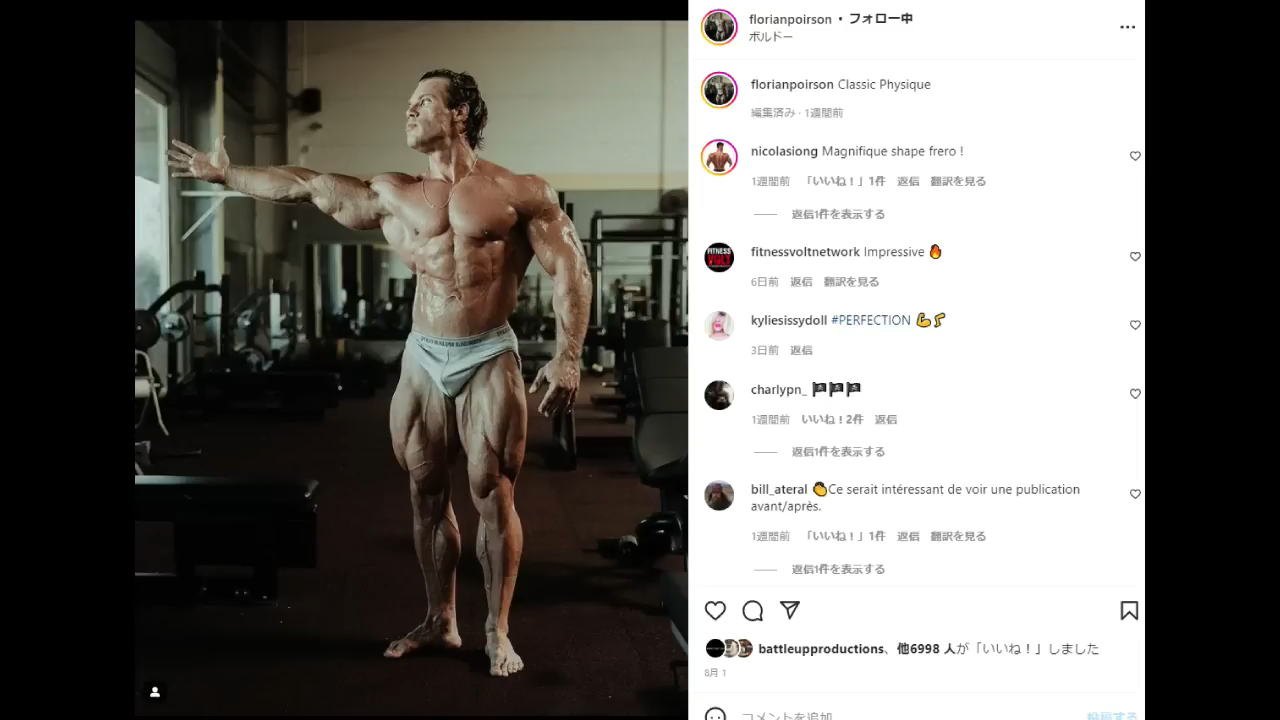 florianpoirson • フォロー中
ボルドー
florianpoirson Classic Physique
編集済み · 1週間前
nicolasiong Magnifique shape frero !
1週間前 「いいね！」1件 返信 翻訳を見る
返信1件を表示する
fitnessvoltnetwork Impressive 🔥
6日前 返信 翻訳を見る
kyliesissydoll #PERFECTION 💪🦵
3日前 返信
charlypn_ 🏴‍☠️🏴‍☠️🏴‍☠️
1週間前 いいね！2件 返信
返信1件を表示する
bill_ateral 👏Ce serait intéressant de voir une publication
avant/après.
1週間前 「いいね！」1件 返信 翻訳を見る
返信1件を表示する
battleupproductions、他6998 人が「いいね！」しました
8月 1
コメントを追加
投稿する